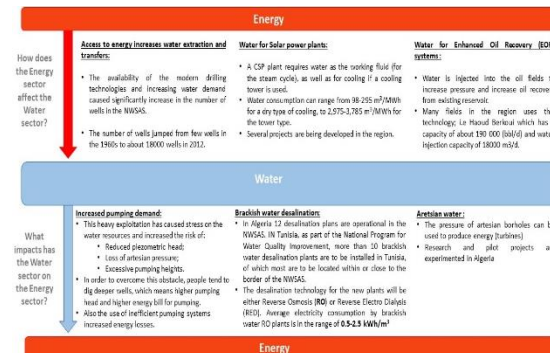 Energy
How does
the Energy
sector
affect the
Water
sector?
Access to energy increases water extraction and
transfers:
• The availability of the modern drilling
technologies and increasing water demand
caused significantly increase in the number of
wells in the NWSAS.
• The number of wells jumped from few wells in
the 1960s to about 18000 wells in 2012.
Water for Solar power plants:
• A CSP plant requires water as the working fluid (for
the steam cycle), as well as for cooling if a cooling
tower is used.
• Water consumption can range from 98-295 m³/MWh
for a dry type of cooling, to 2,975-3,785 m³/MWh for
the tower type.
• Several projects are being developed in the region.
Water for Enhanced Oil Recovery (EOR
systems :
• Water is injected into the oil fields t
increase pressure and increase oil recover
from existing reservoir.
• Many fields in the region uses th
technology; Le Haoud Berkoui which has
capacity of about 190 000 (bbl/d) and wate
injection capacity of 18000 m3/d.
Water
What
impacts has
the Water
sector on
the Energy
sector?
Increased pumping demand:
• This heavy exploitation has caused stress on
the water resources and increased the risk of:
• Reduced piezometric head;
• Loss of artesian pressure;
• Excessive pumping heights.
• In order to overcome this obstacle, people tend to
dig deeper wells, which means higher pumping
head and higher energy bill for pumping.
• Also the use of inefficient pumping systems
increased energy losses.
Brackish water desalination:
• In Algeria 12 desalination plants are operational in the
NWSAS. IN Tunisia, as part of the National Program for
Water Quality Improvement, more than 10 brackish
water desalination plants are to be installed in Tunisia,
of which most are to be located within or close to the
border of the NWSAS.
• The desalination technology for the new plants will
be either Reverse Osmosis (RO) or Reverse Electro Dialysis
(RED). Average electricity consumption by brackish
water RO plants is in the range of 0.5-2.5 kWh/m³
Aretsian water :
• The pressure of artesian boreholes can b
used to produce energy (turbines)
• Research and pilot projects a
experimented in Algeria
Energy